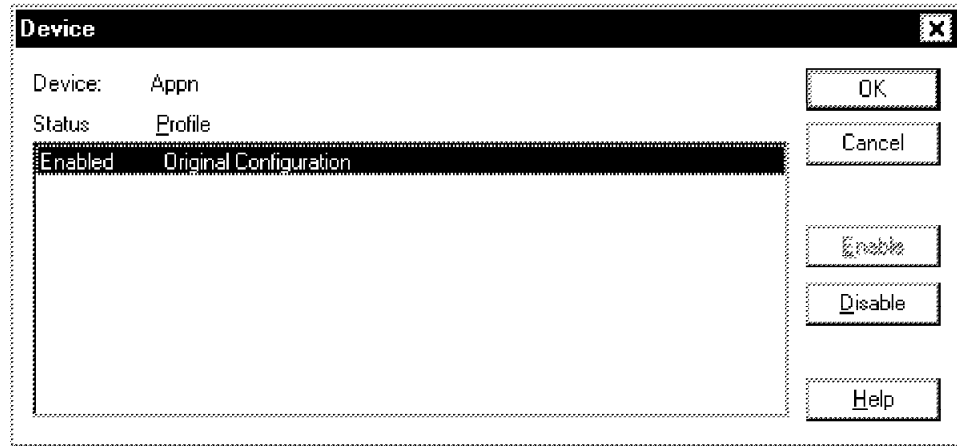 Device
Device: Appn
Status Profile
Enabled Original Configuration
OK
Cancel
Enable
Disable
Help